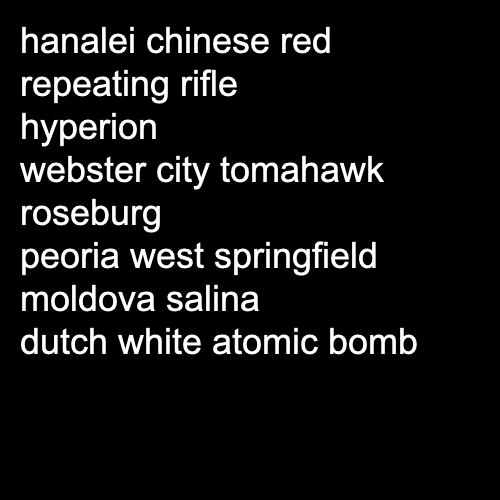 hanalei chinese red
repeating rifle
hyperion
webster city tomahawk
roseburg
peoria west springfield
moldova salina
dutch white atomic bomb